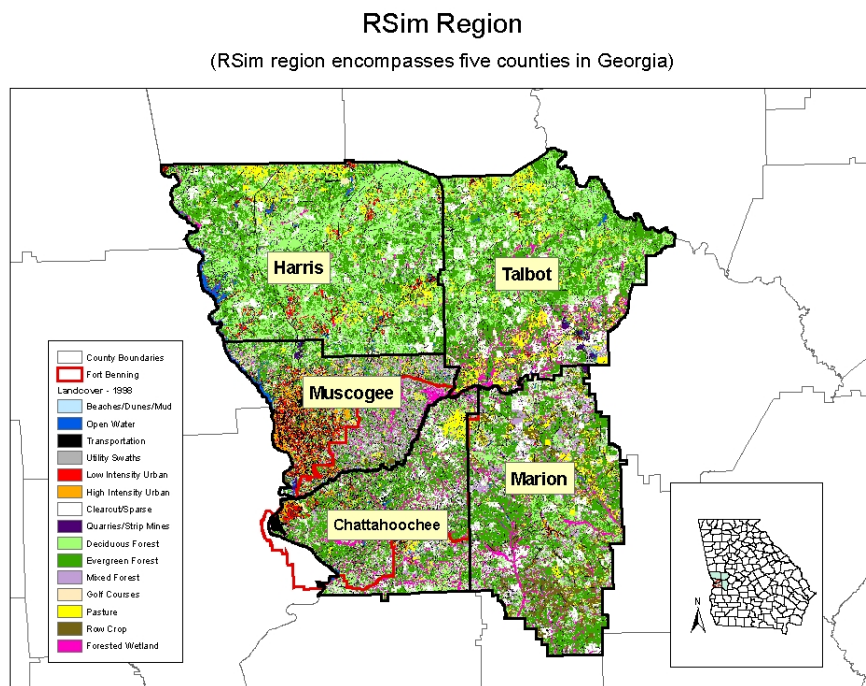 RSim Region
(RSim region encompasses five counties in Georgia)
Harris
Talbot
Muscogee
Marion
Chattahoochee
County Boundaries
Fort Benning
Landcover - 1998
Beaches/Dunes/Mud
Open Water
Transportation
Utility Swaths
Low Intensity Urban
High Intensity Urban
Clearcut/Sparse
Quarries/Strip Mines
Deciduous Forest
Evergreen Forest
Mixed Forest
Golf Courses
Pasture
Row Crop
Forested Wetland
N